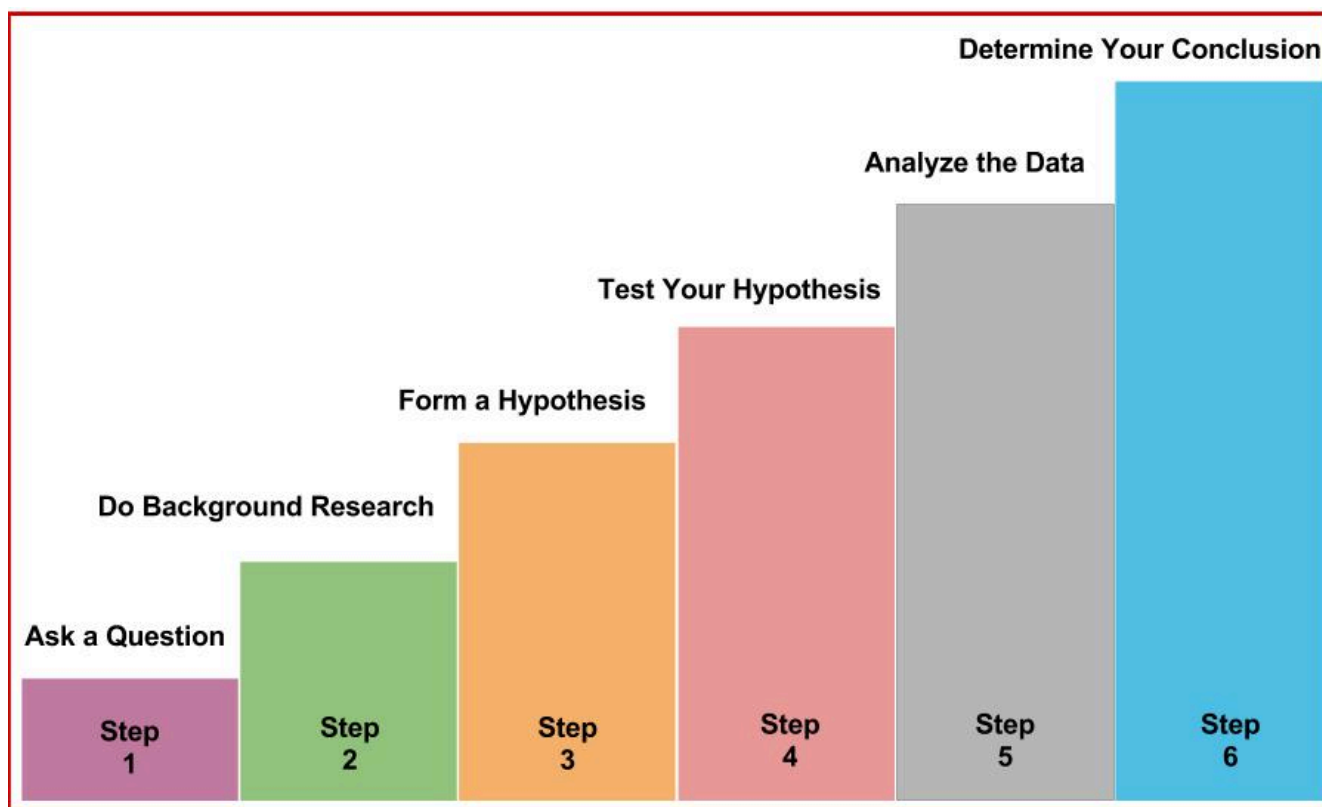 Determine Your Conclusion
Analyze the Data
Test Your Hypothesis
Form a Hypothesis
Do Background Research
Ask a Question
Step
1
Step
2
Step
3
Step
4
Step
5
Step
6